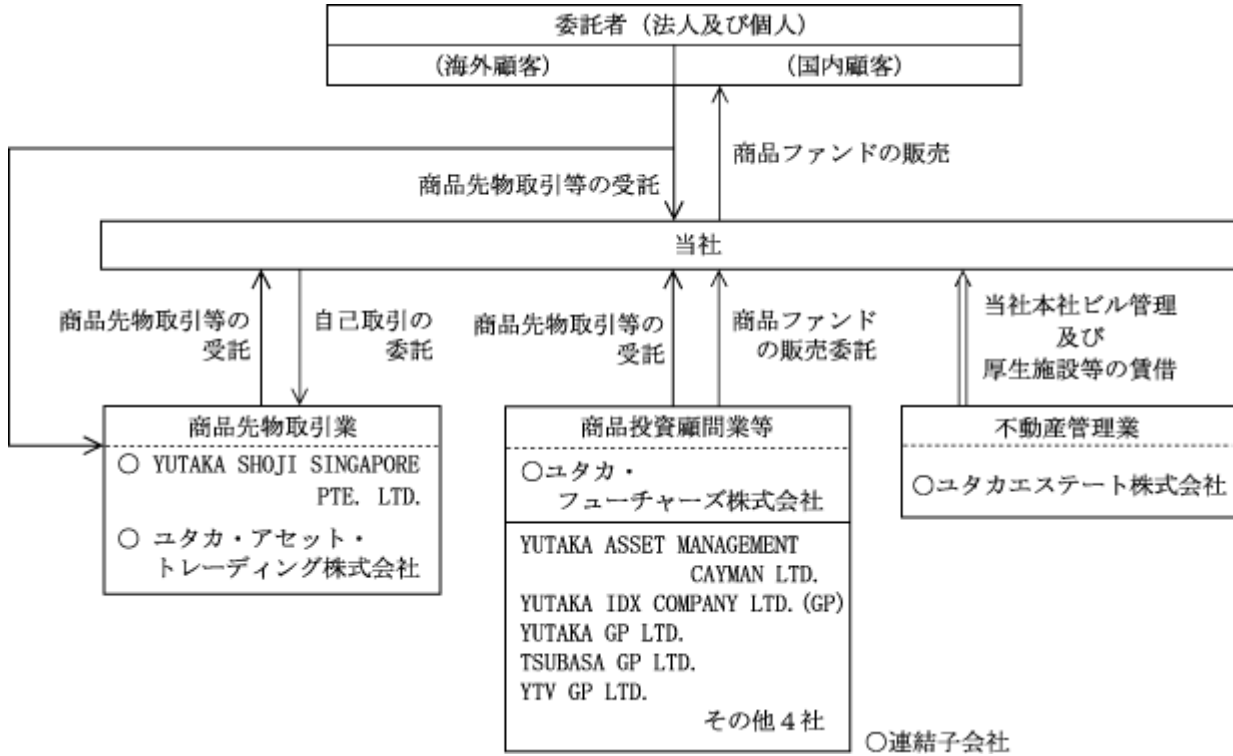 委託者（法人及び個人）
(海外顧客)
(国内顧客)
商品ファンドの販売
商品先物取引等の受託
当社
商品先物取引等の
受託
自己取引の
委託
商品先物取引等の
受託
商品ファンド
の販売委託
当社本社ビル管理
及び
厚生施設等の賃借
商品先物取引業
○ YUTAKA SHOJI SINGAPORE
PTE. LTD.
○ ユタカ・アセット・
トレーディング株式会社
商品投資顧問業等
○ユタカ・
フューチャーズ株式会社
YUTAKA ASSET MANAGEMENT
CAYMAN LTD.
YUTAKA IDX COMPANY LTD.(GP)
YUTAKA GP LTD.
TSUBASA GP LTD.
YTV GP LTD.
その他４社
不動産管理業
○ユタカエステート株式会社
○連結子会社